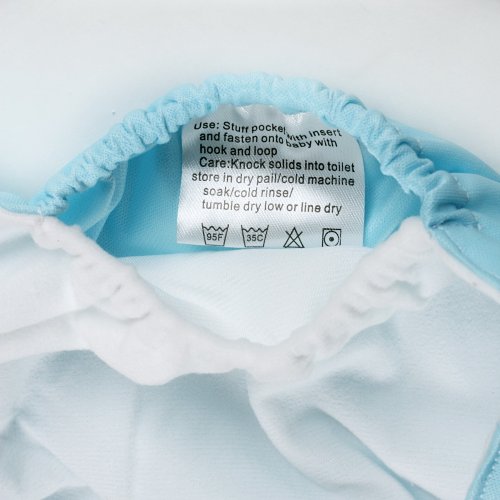 Use: Stuff pocket with insert
and fasten onto baby with
hook and loop
Care:Knock solids into toilet
store in dry pail/cold machine
soak/cold rinse/
tumble dry low or line dry
95F 35C